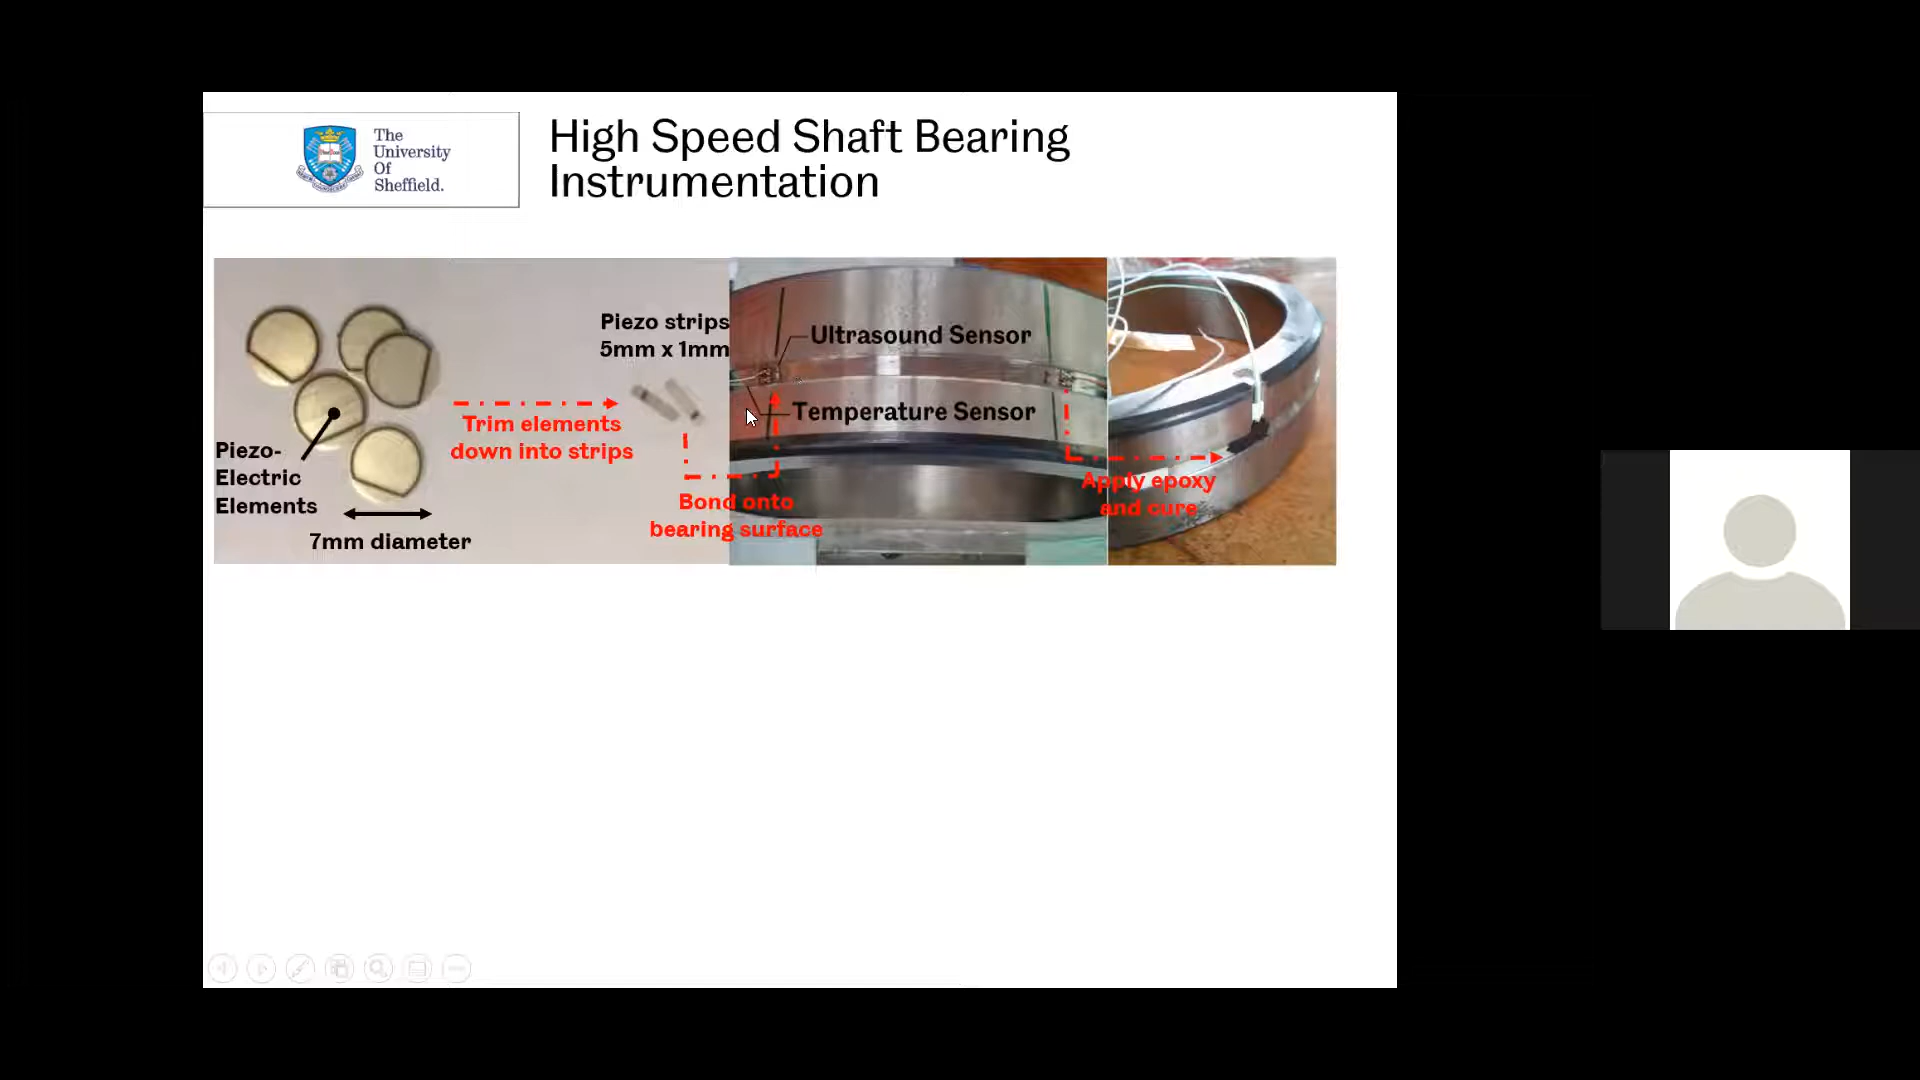 The
University
Of
Sheffield.
High Speed Shaft Bearing
Instrumentation
Piezo strips
5mm x 1mm
Ultrasound Sensor
Temperature Sensor
Trim elements
down into strips
Piezo-
Electric
Elements
7mm diameter
Bond onto
bearing surface
Apply epoxy
and cure